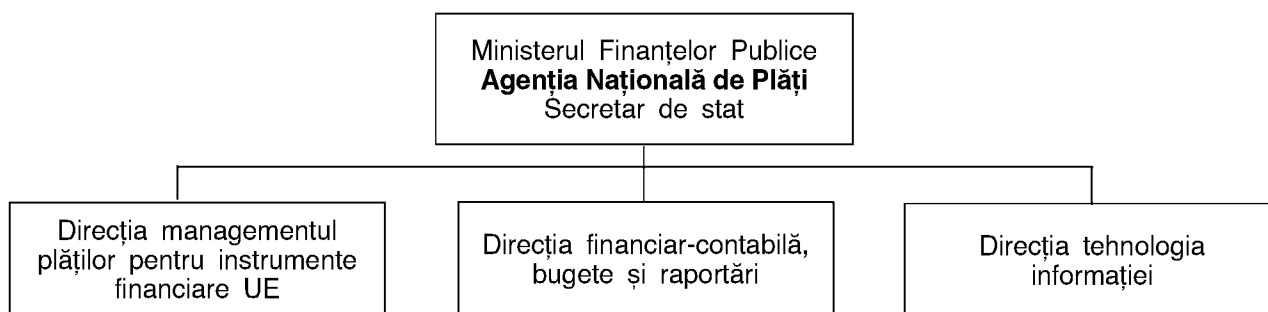 Ministerul Finanțelor Publice
Agenția Națională de Plăți
Secretar de stat
Direcția managementul
plăților pentru instrumente
financiare UE
Direcția financiar-contabilă,
bugete și raportări
Direcția tehnologia
informației